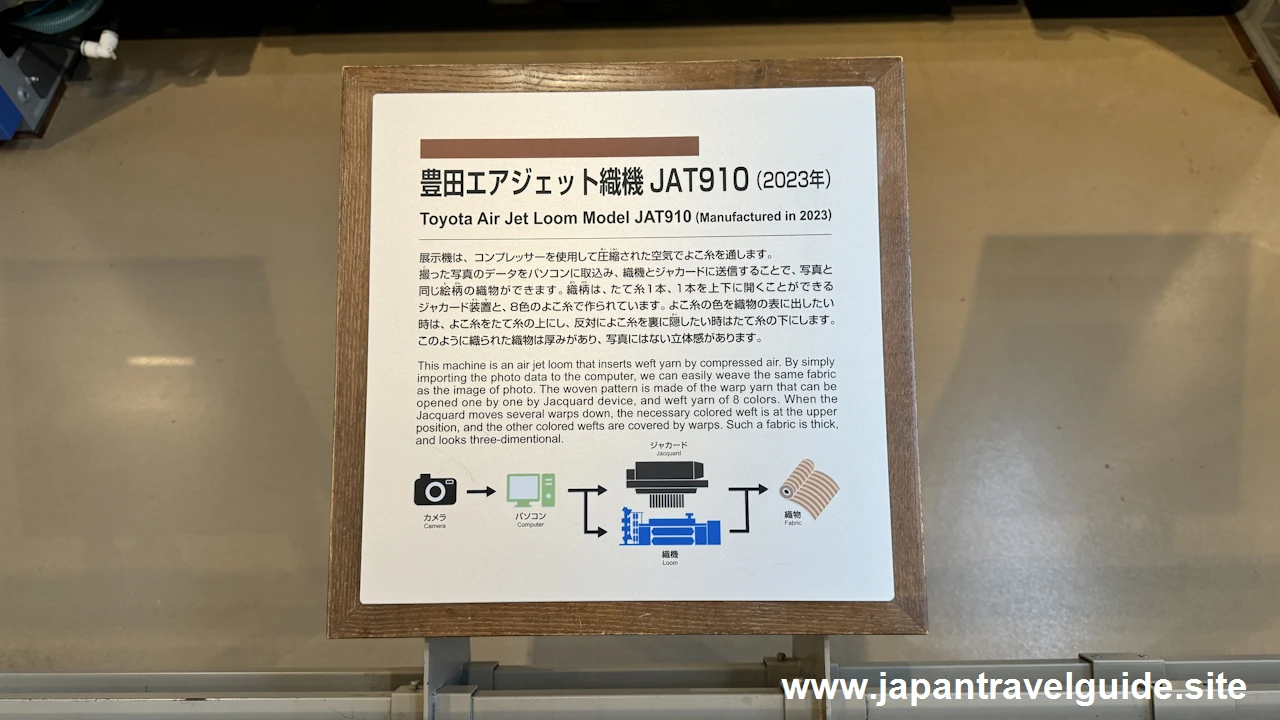 豊田エアジェット織機 JAT910 (2023年)
Toyota Air Jet Loom Model JAT910 (Manufactured in 2023)
展示機は、コンプレッサーを使用して圧縮された空気でよこ糸を通します。
撮った写真のデータをパソコンに取込み、織機とジャカードに送信することで、写真と
同じ絵柄の織物ができます。織柄は、たて糸1本、1本を上下に開くことができる
ジャカード装置と、8色のよこ糸で作られています。よこ糸の色を織物の表に出したい
時は、よこ糸をたて糸の上にし、反対によこ糸を裏に隠したい時はたて糸の下にします。
このように織られた織物は厚みがあり、写真にはない立体感があります。
This machine is an air jet loom that inserts weft yarn by compressed air. By simply
importing the photo data to the computer, we can easily weave the same fabric
as the image of photo. The woven pattern is made of the warp yarn that can be
opened one by one by Jacquard device, and weft yarn of 8 colors. When the
Jacquard moves several warps down, the necessary colored weft is at the upper
position, and the other colored wefts are covered by warps. Such a fabric is thick,
and looks three-dimentional.
ジャカード
Jacquard
カメラ
Camera
パソコン
Computer
織機
Loom
織物
Fabric
www.japantravelguide.site